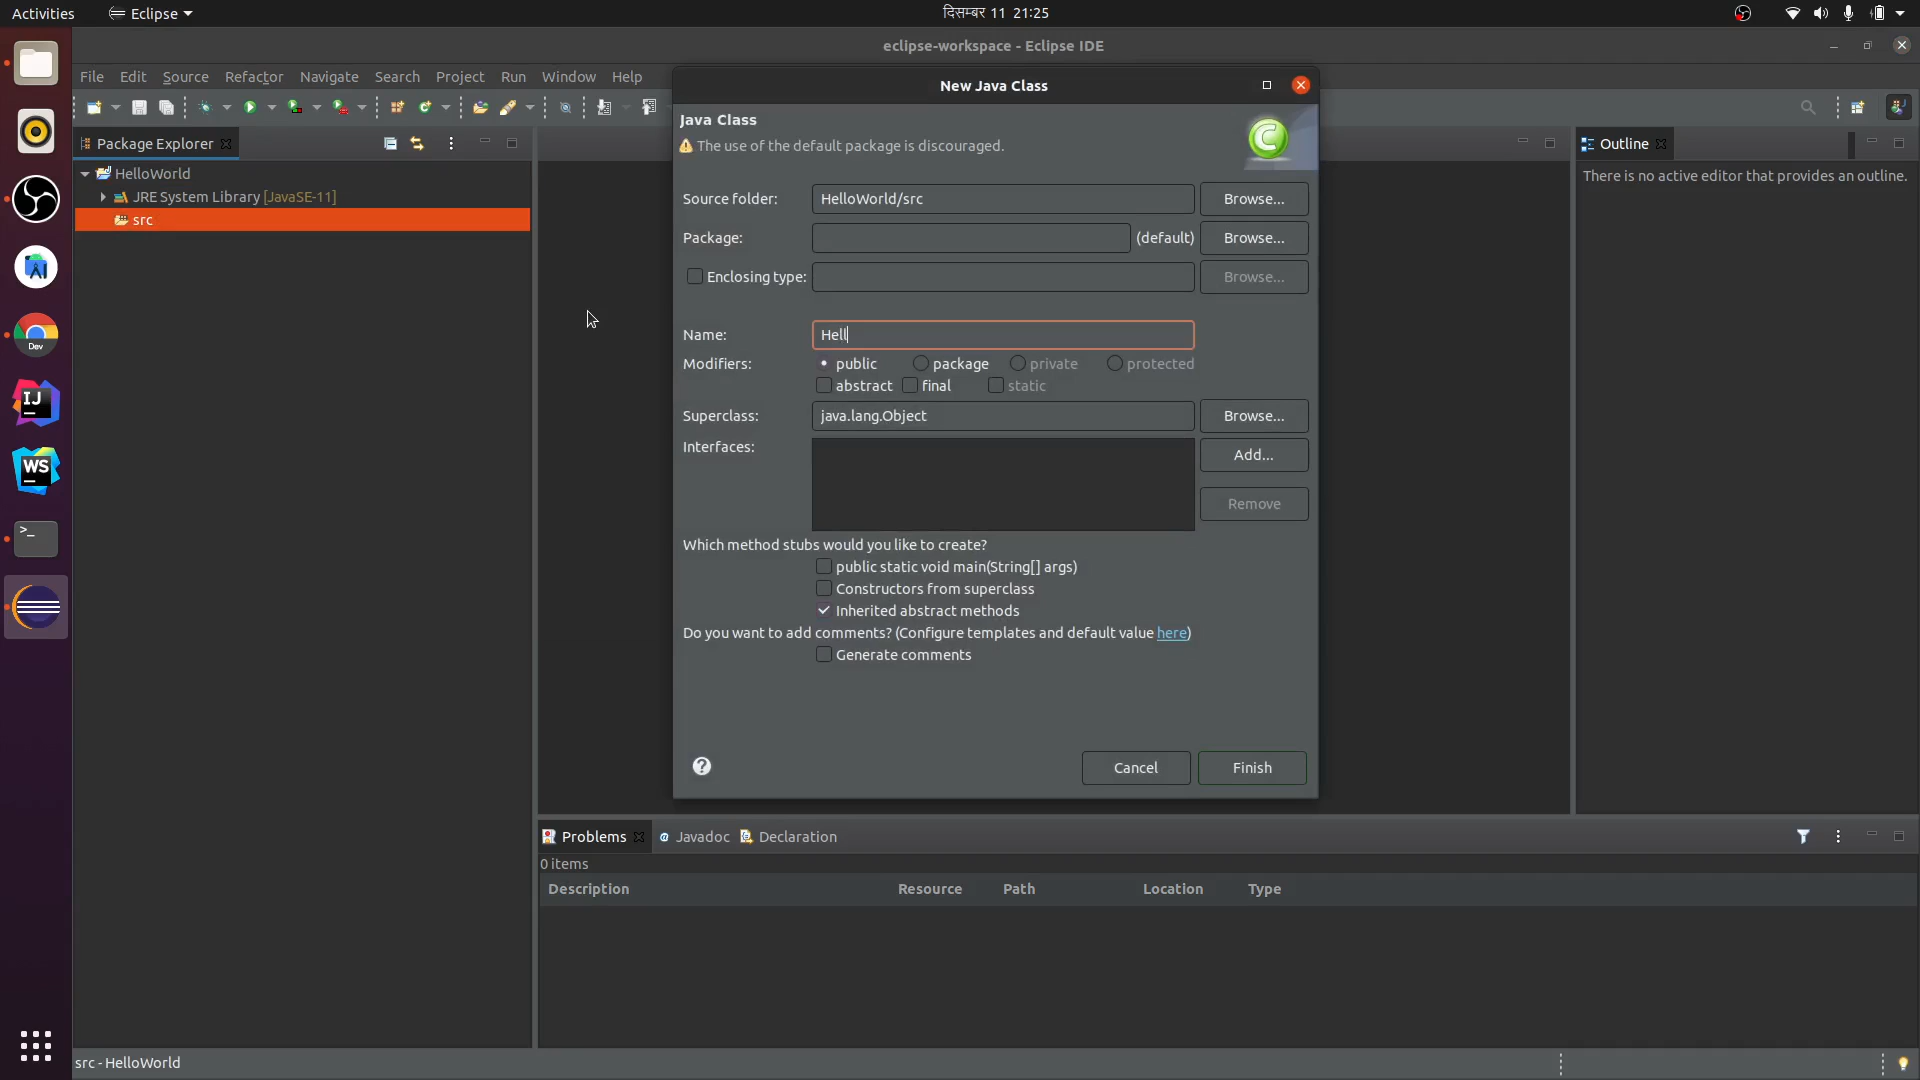 Activities Eclipse दिसम्बर 11 21:25
eclipse-workspace - Eclipse IDE
File Edit Source Refactor Navigate Search Project Run Window Help
New Java Class
Package Explorer
HelloWorld
JRE System Library [JavaSE-11]
src
Java Class
The use of the default package is discouraged.
C
Source folder: HelloWorld/src Browse...
Package: (default) Browse...
Enclosing type: Browse...
Name: Hell
Modifiers: public package private protected
abstract final static
Superclass: java.lang.Object Browse...
Interfaces: Add...
Remove
Which method stubs would you like to create?
public static void main(String[] args)
Constructors from superclass
Inherited abstract methods
Do you want to add comments? (Configure templates and default value here)
Generate comments
? Cancel Finish
Outline
There is no active editor that provides an outline.
Dev
IJ
WS
>_
Problems @ Javadoc Declaration
0 items
Description Resource Path Location Type
src - HelloWorld